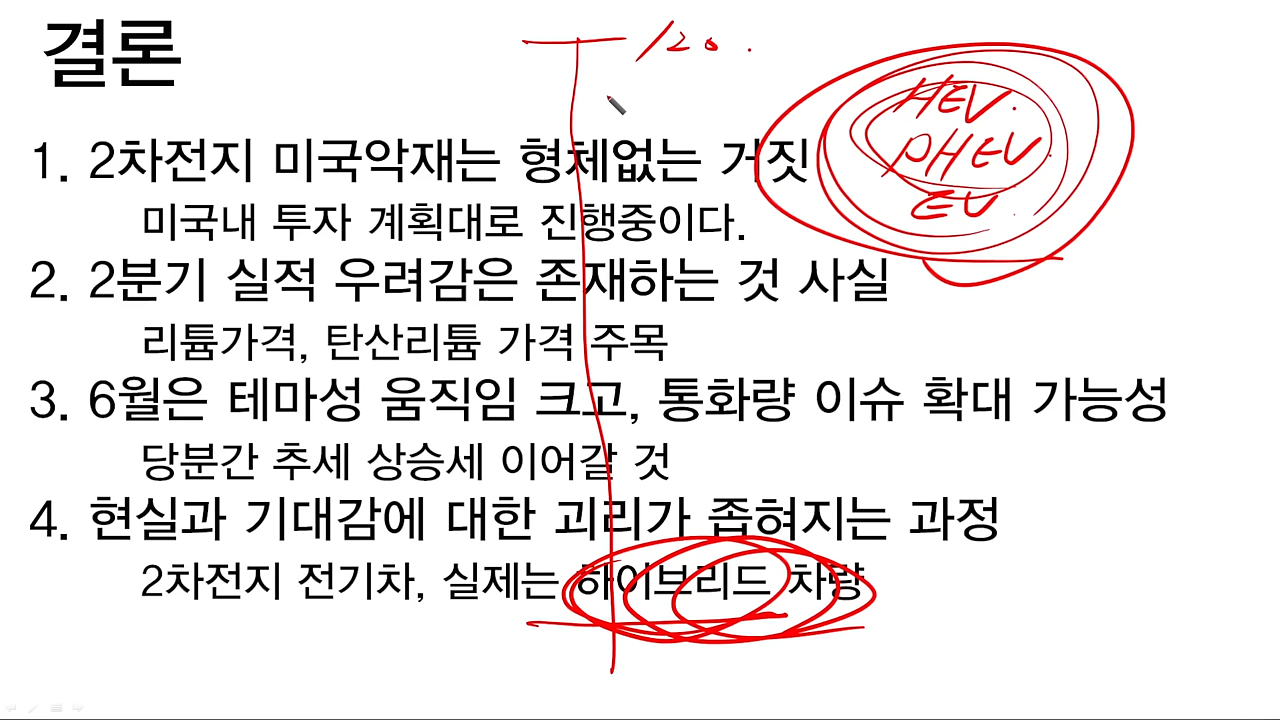 결론
/20.
HEV.
PHEV
EV
1. 2차전지 미국악재는 형체없는 거짓
미국내 투자 계획대로 진행중이다.
2. 2분기 실적 우려감은 존재하는 것 사실
리튬가격, 탄산리튬 가격 주목
3. 6월은 테마성 움직임 크고, 통화량 이슈 확대 가능성
당분간 추세 상승세 이어갈 것
4. 현실과 기대감에 대한 괴리가 좁혀지는 과정
2차전지 전기차, 실제는 하이브리드 차량